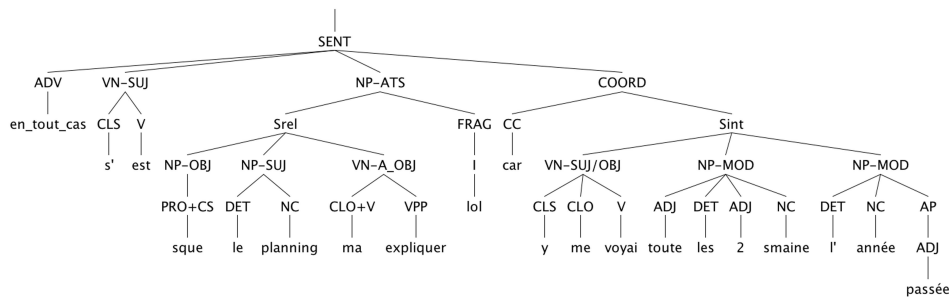 SENT
ADV VN-SUJ NP-ATS COORD
en_tout_cas CLS V Srel FRAG CC Sint
s' est NP-OBJ NP-SUJ VN-A_OBJ I car VN-SUJ/OBJ NP-MOD NP-MOD
PRO+CS DET NC CLO+V VPP lol CLS CLO V ADJ DET ADJ NC DET NC AP
sque le planning ma expliquer y me voyai toute les 2 smaine l' année ADJ
passée